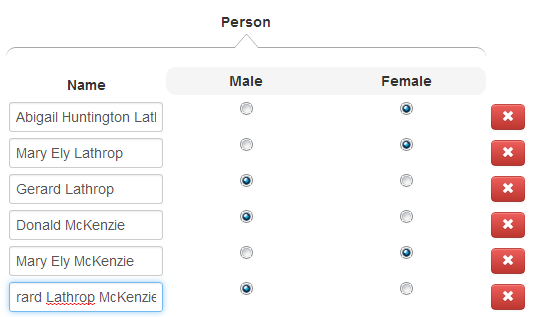 Person
Name Male Female
Abigail Huntington Latl
Mary Ely Lathrop
Gerard Lathrop
Donald McKenzie
Mary Ely McKenzie
rard Lathrop McKenzie